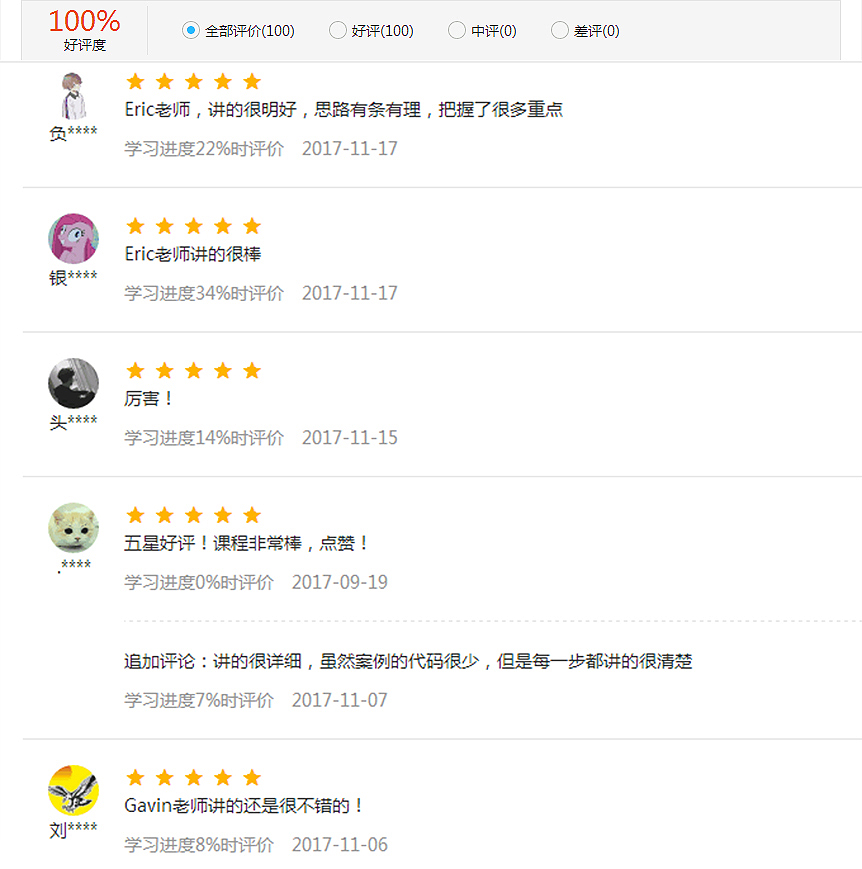 100%
好评度
全部评价(100) 好评(100) 中评(0) 差评(0)
Eric老师，讲的很明好，思路有条有理，把握了很多重点
负****
学习进度22%时评价 2017-11-17
Eric老师讲的很棒
银****
学习进度34%时评价 2017-11-17
厉害！
头****
学习进度14%时评价 2017-11-15
五星好评！课程非常棒，点赞！
.****
学习进度0%时评价 2017-09-19
追加评论：讲的很详细，虽然案例的代码很少，但是每一步都讲的很清楚
学习进度7%时评价 2017-11-07
Gavin老师讲的还是很不错的！
刘****
学习进度8%时评价 2017-11-06